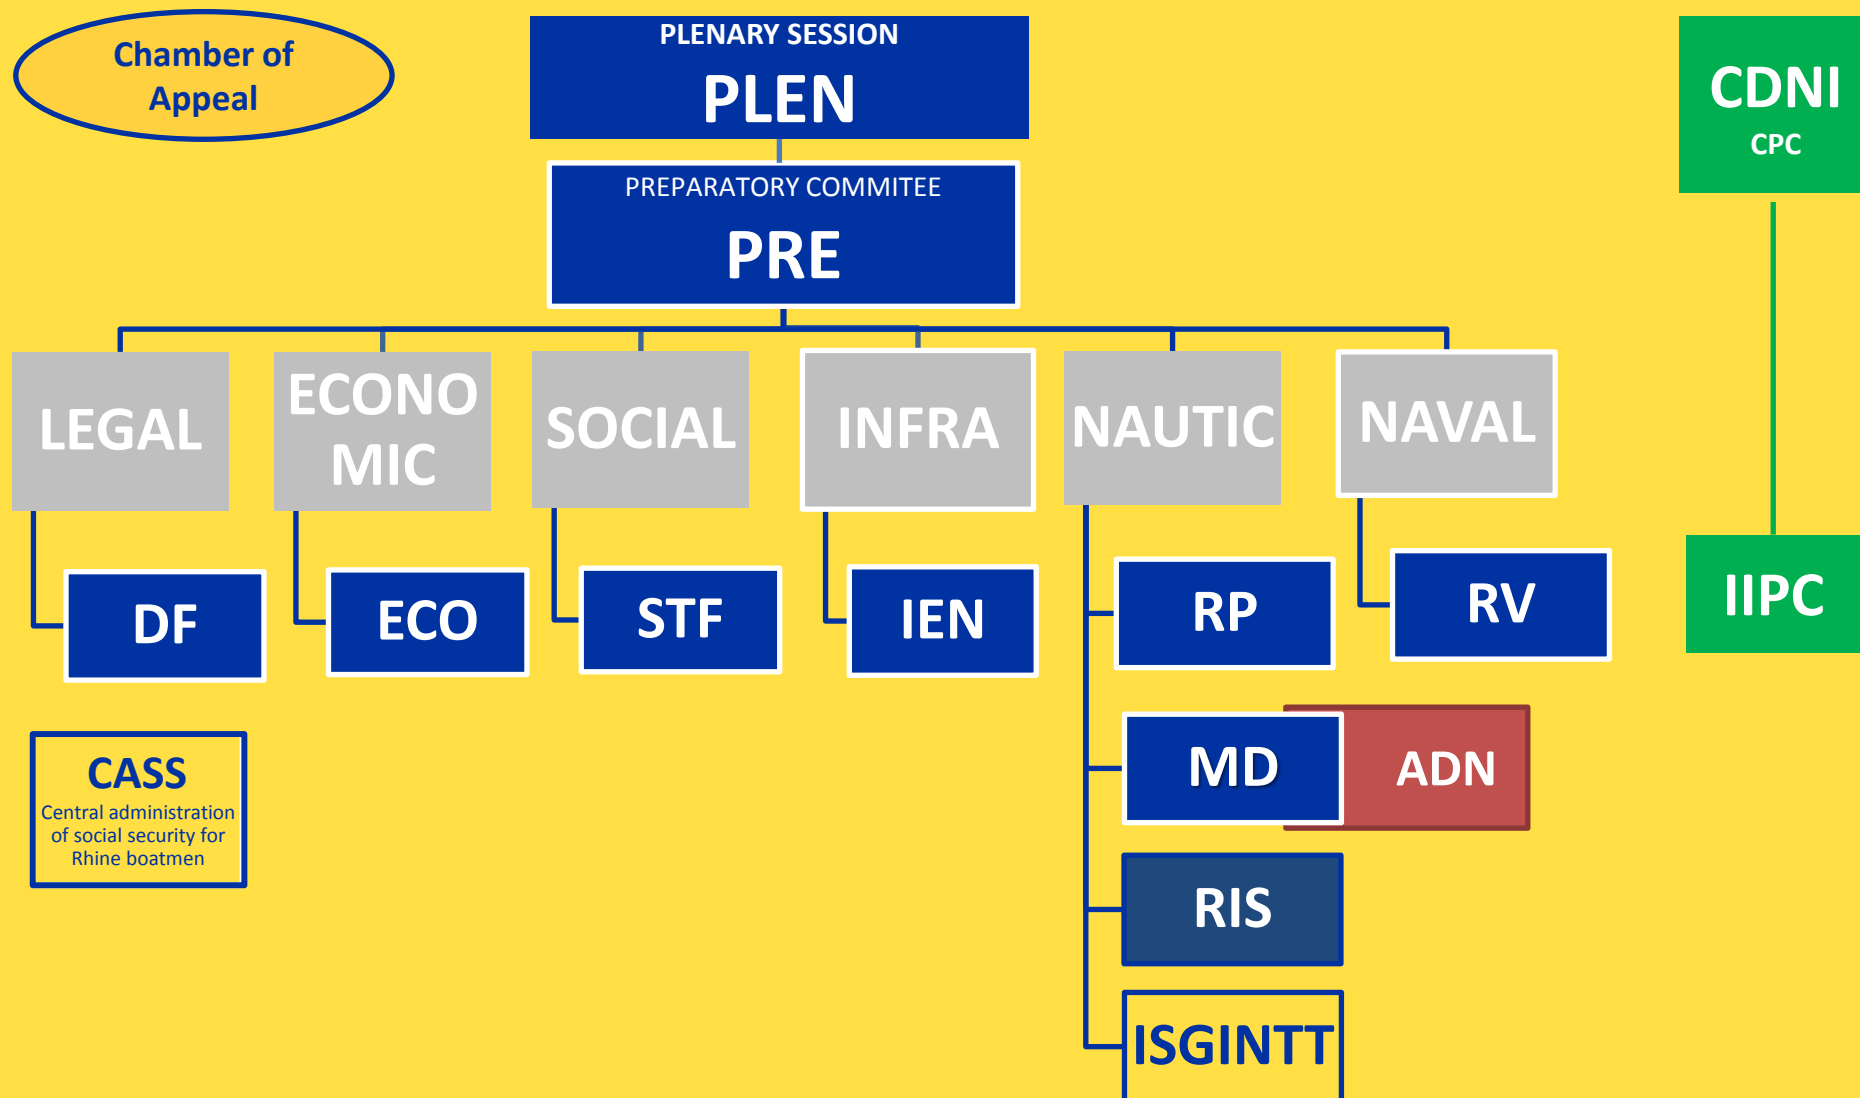 Chamber of
Appeal
PLENARY SESSION
PLEN
CDNI
CPC
PREPARATORY COMMITEE
PRE
LEGAL
ECONO
MIC
SOCIAL
INFRA
NAUTIC
NAVAL
DF
ECO
STF
IEN
RP
RV
IIPC
CASS
Central administration
of social security for
Rhine boatmen
MD
ADN
RIS
ISGINTT